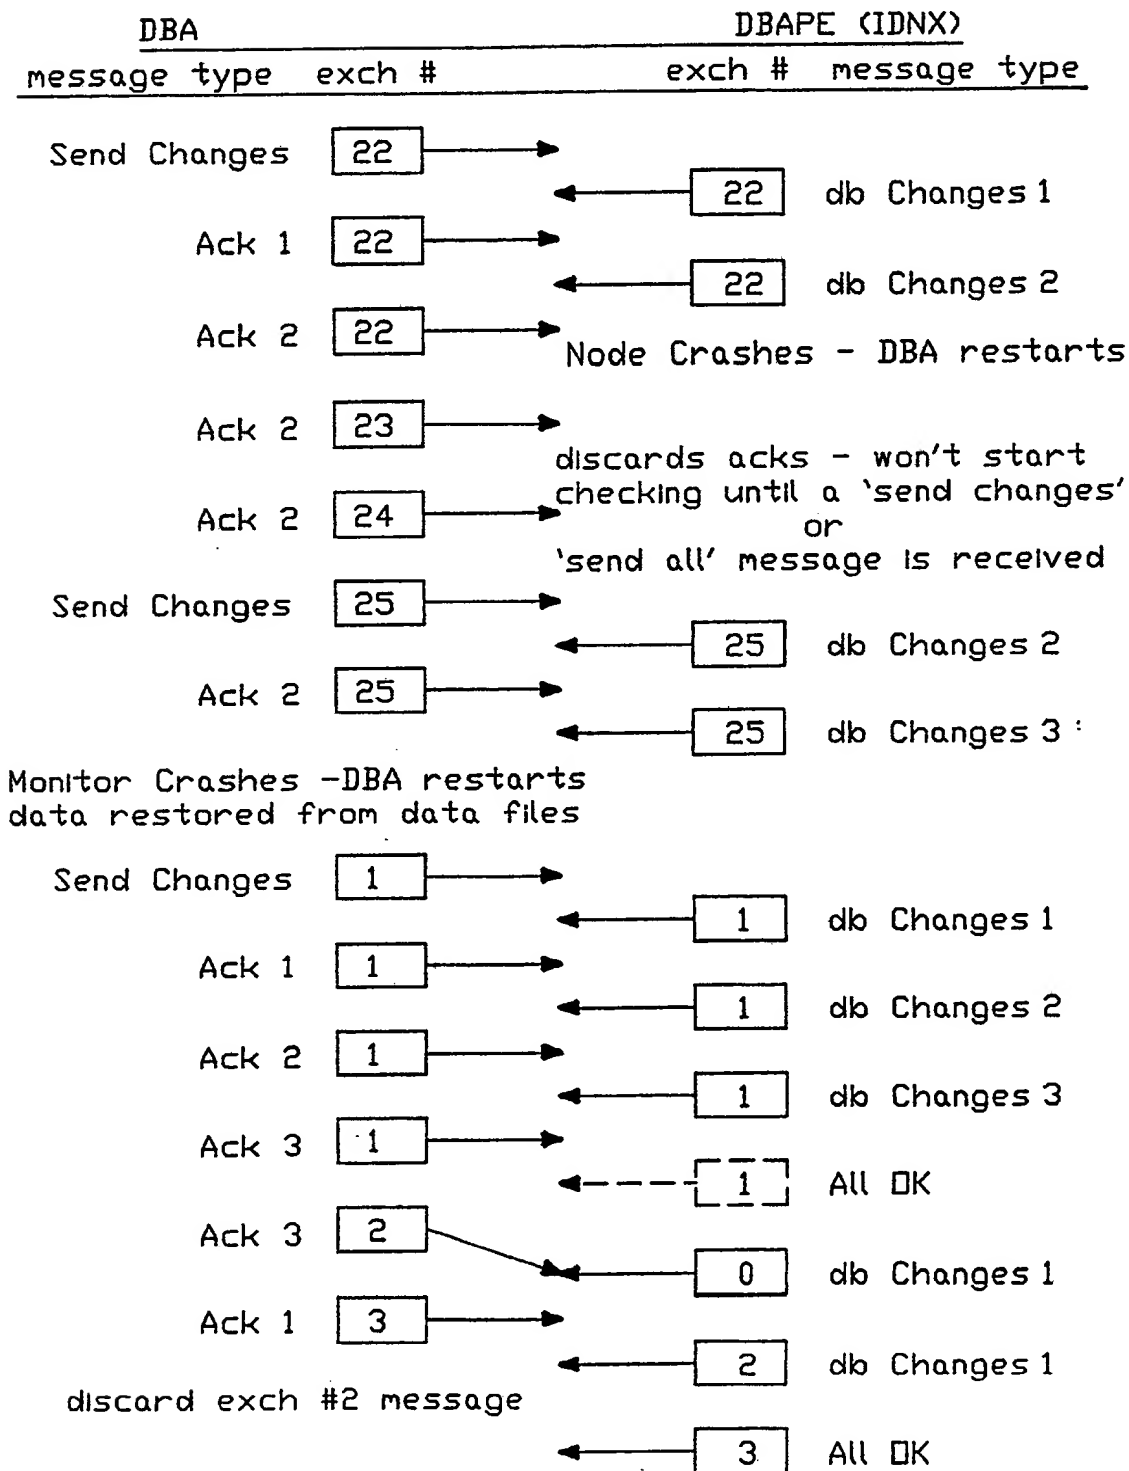 DBA DBAPE (IDNX)
message type exch # exch # message type
Send Changes 22
22 db Changes 1
Ack 1 22
22 db Changes 2
Ack 2 22
Node Crashes - DBA restarts
Ack 2 23
discards acks - won't start
checking until a 'send changes'
Ack 2 24
or
'send all' message is received
Send Changes 25
25 db Changes 2
Ack 2 25
25 db Changes 3
Monitor Crashes -DBA restarts
data restored from data files
Send Changes 1
1 db Changes 1
Ack 1 1
1 db Changes 2
Ack 2 1
1 db Changes 3
Ack 3 1
1 All OK
Ack 3 2
0 db Changes 1
Ack 1 3
2 db Changes 1
discard exch #2 message
3 All OK